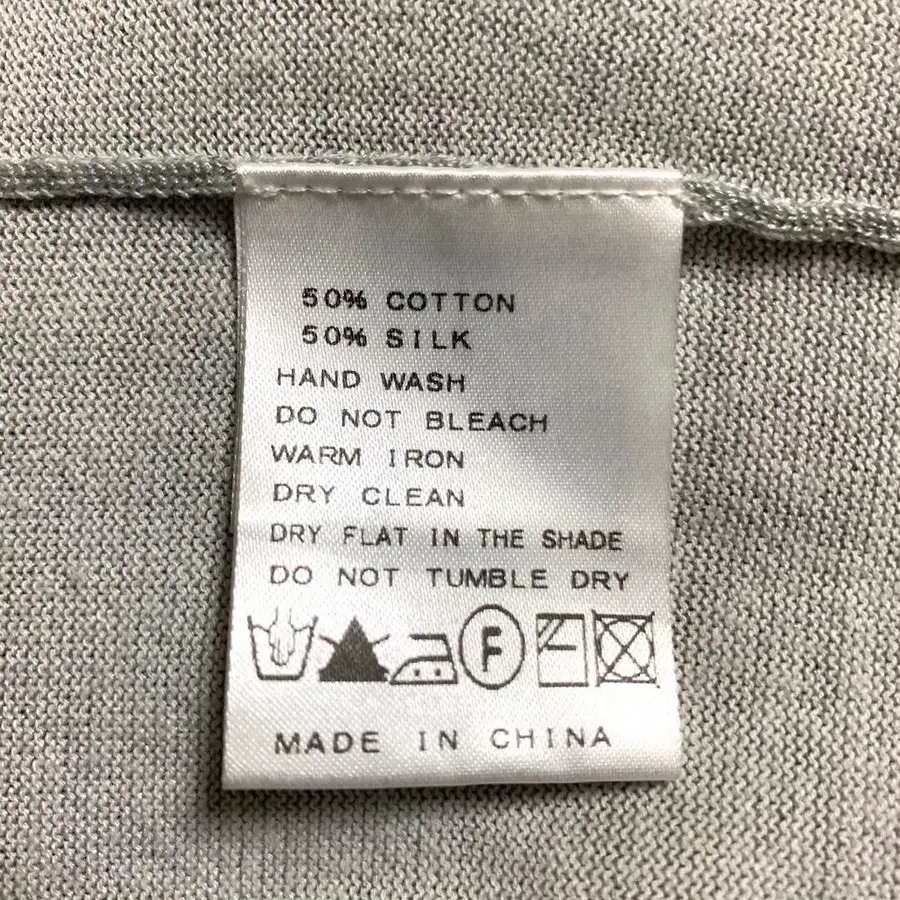 50% COTTON
50% SILK
HAND WASH
DO NOT BLEACH
WARM IRON
DRY CLEAN
DRY FLAT IN THE SHADE
DO NOT TUMBLE DRY
F
MADE IN CHINA